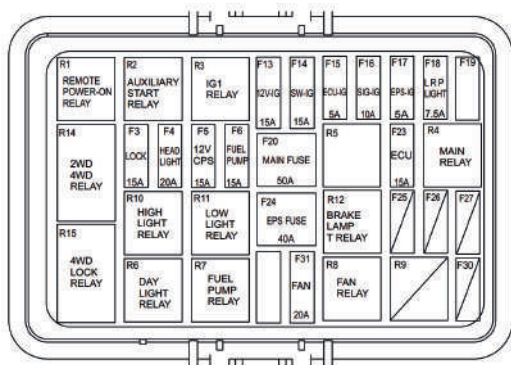 R1
REMOTE
POWER-ON
RELAY
R2
AUXILIARY
START
RELAY
R3
IG1
RELAY
F13
12V-IG
15A
F14
SW-IG
15A
F15
ECU-IG
5A
F16
SIG-IG
10A
F17
EPS-IG
5A
F18
L.R.P
LIGHT
7.5A
F19
R14
2WD
4WD
RELAY
F3
LOCK
15A
F4
HEAD
LIGHT
20A
F5
12V
CPS
15A
F6
FUEL
PUMP
15A
F20
MAIN FUSE
50A
R5
F23
ECU
15A
R4
MAIN
RELAY
R10
HIGH
LIGHT
RELAY
R11
LOW
LIGHT
RELAY
F24
EPS FUSE
40A
R12
BRAKE
LAMP
T RELAY
F25
F26
F27
R15
4WD
LOCK
RELAY
R6
DAY
LIGHT
RELAY
R7
FUEL
PUMP
RELAY
F31
FAN
20A
R8
FAN
RELAY
R9
F30